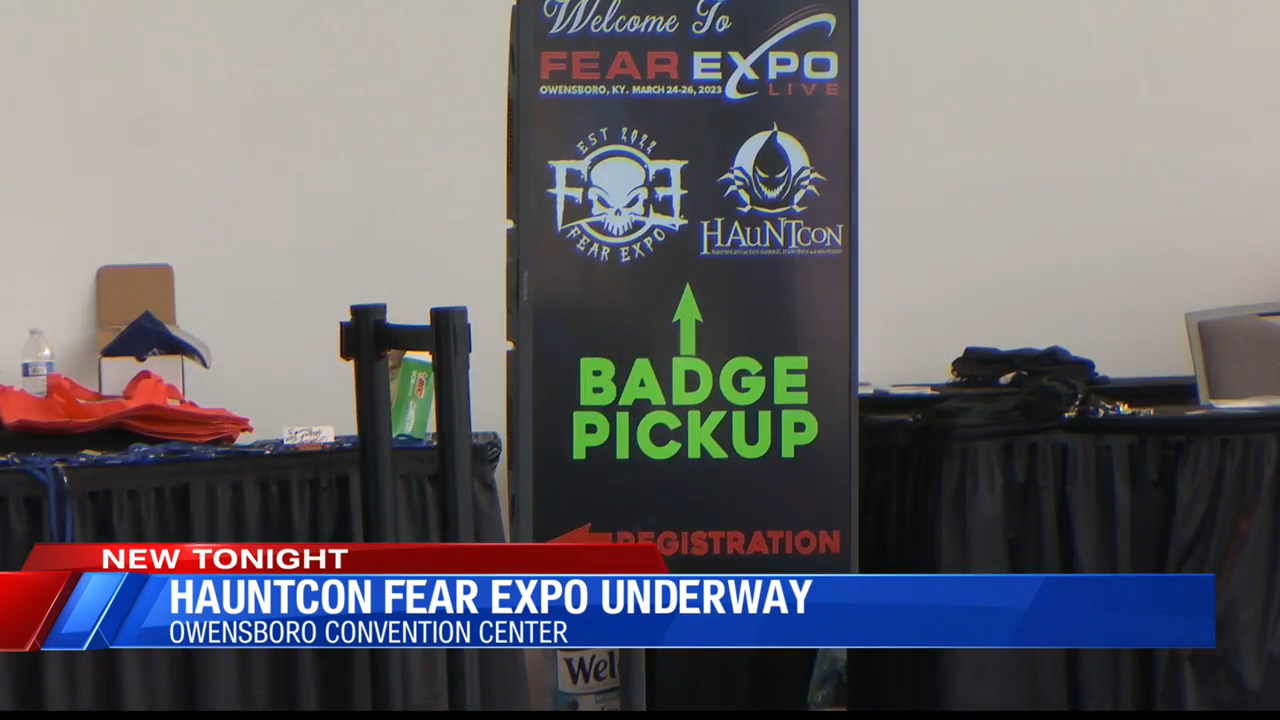 Welcome To
FEAR EXPO
LIVE
OWENSBORO, KY. MARCH 24-26, 2023
EST 2022
FEAR EXPO
HAUNTCON
BADGE
PICKUP
REGISTRATION
NEW TONIGHT
HAUNTCON FEAR EXPO UNDERWAY
OWENSBORO CONVENTION CENTER
Wel